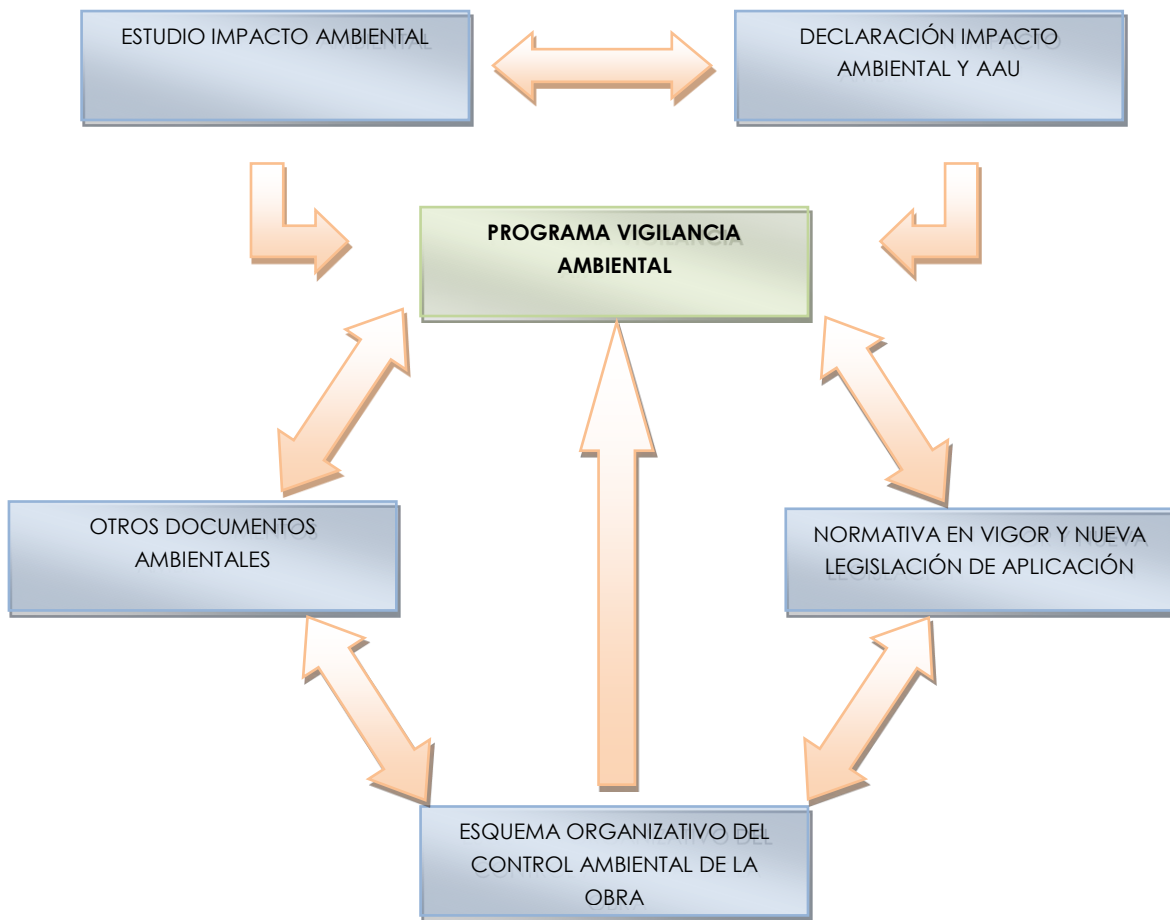 ESTUDIO IMPACTO AMBIENTAL
DECLARACIÓN IMPACTO
AMBIENTAL Y AAU
PROGRAMA VIGILANCIA
AMBIENTAL
OTROS DOCUMENTOS
AMBIENTALES
NORMATIVA EN VIGOR Y NUEVA
LEGISLACIÓN DE APLICACIÓN
ESQUEMA ORGANIZATIVO DEL
CONTROL AMBIENTAL DE LA
OBRA